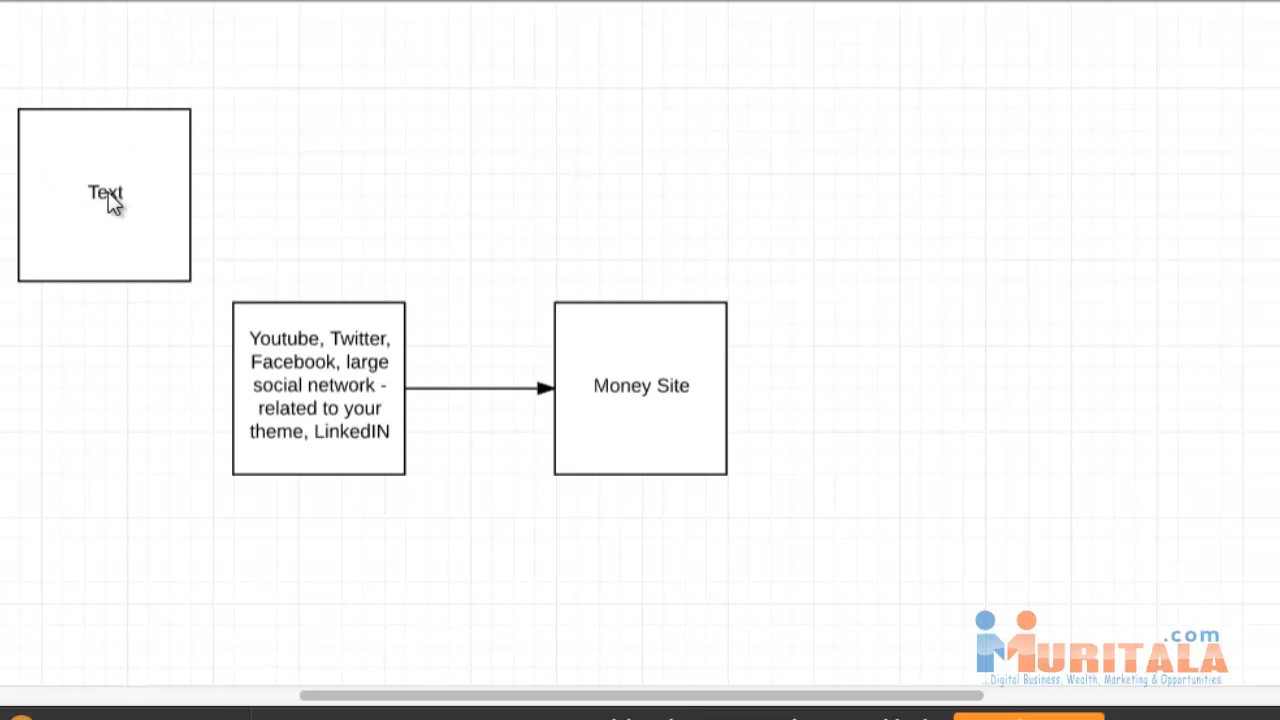 Text
Youtube, Twitter,
Facebook, large
social network -
related to your
theme, LinkedIN
Money Site
.com
MURITALA
Digital Business, Wealth, Marketing & Opportunities.